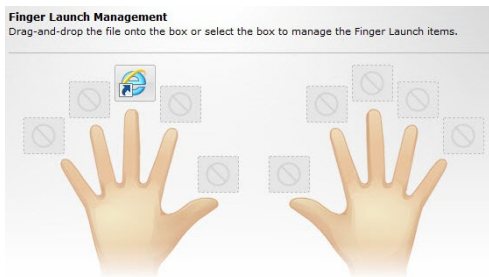 Finger Launch Management
Drag-and-drop the file onto the box or select the box to manage the Finger Launch items.